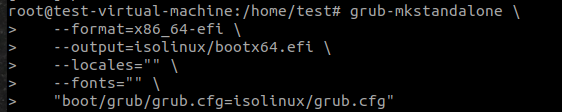 root@test-virtual-machine:/home/test# grub-mkstandalone \
>    --format=x86_64-efi \
>    --output=isolinux/bootx64.efi \
>    --locales="" \
>    --fonts="" \
>    "boot/grub/grub.cfg=isolinux/grub.cfg"